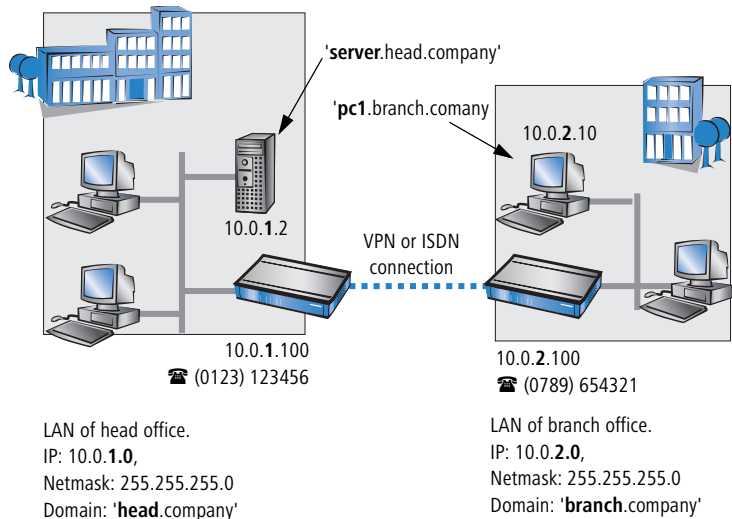 'server.head.company'
'pc1.branch.comany
10.0.2.10
10.0.1.2
VPN or ISDN
connection
10.0.1.100
☎ (0123) 123456
10.0.2.100
☎ (0789) 654321
LAN of head office.
IP: 10.0.1.0,
Netmask: 255.255.255.0
Domain: 'head.company'
LAN of branch office.
IP: 10.0.2.0,
Netmask: 255.255.255.0
Domain: 'branch.company'